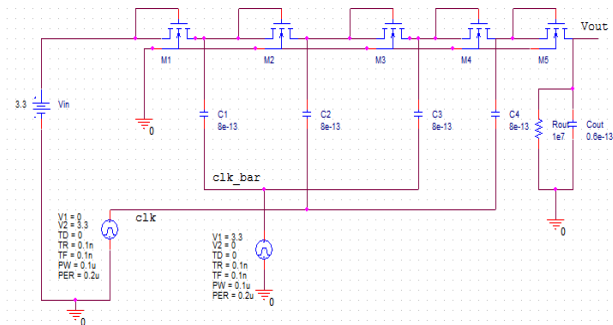 Vout
M1
M2
M3
M4
M5
3.3
Vin
0
C1
8e-13
C2
8e-13
C3
8e-13
C4
8e-13
Rout
1e7
Cout
0.6e-13
clk_bar
clk
0
V1 = 0
V2 = 3.3
TD = 0
TR = 0.1n
TF = 0.1n
PW = 0.1u
PER = 0.2u
V1 = 3.3
V2 = 0
TD = 0
TR = 0.1n
TF = 0.1n
PW = 0.1u
PER = 0.2u
0
0